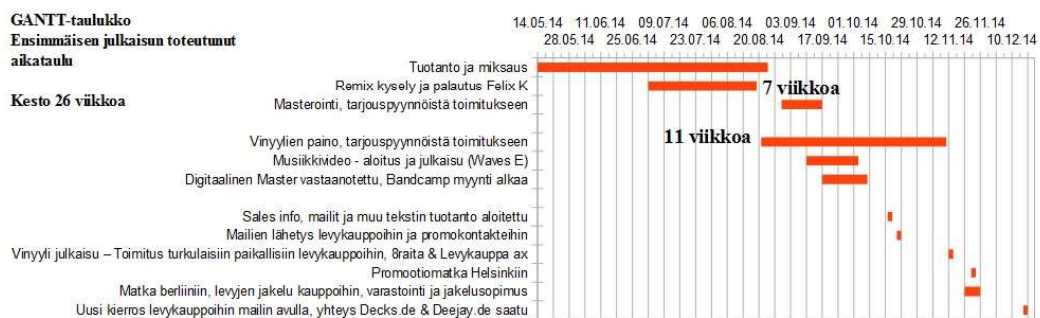 GANTT-taulukko
Ensimmäisen julkaisun toteutunut
aikataulu
Kesto 26 viikkoa
14.05.14 11.06.14 09.07.14 06.08.14 03.09.14 01.10.14 29.10.14 26.11.14
28.05.14 25.06.14 23.07.14 20.08.14 17.09.14 15.10.14 12.11.14 10.12.14
Tuotanto ja miksaus
Remix kysely ja palautus Felix K
7 viikkoa
Masterointi, tarjouspyynnöistä toimitukseen
Vinyylien paino, tarjouspyynnöistä toimitukseen
11 viikkoa
Musiikkivideo - aloitus ja julkaisu (Waves E)
Digitaalinen Master vastaanotettu, Bandcamp myynti alkaa
Sales info, mailit ja muu tekstin tuotanto aloitettu
Mailien lähetys levykauppoihin ja promokontakteihin
Vinyyli julkaisu – Toimitus turkulaisiin paikallisiin levykauppoihin, 8raita & Levykauppa ax
Promootiomatka Helsinkiin
Matka berliiniin, levyjen jakelu kauppoihin, varastointi ja jakelusopimus
Uusi kierros levykauppoihin mailin avulla, yhteys Decks.de & Deejay.de saatu